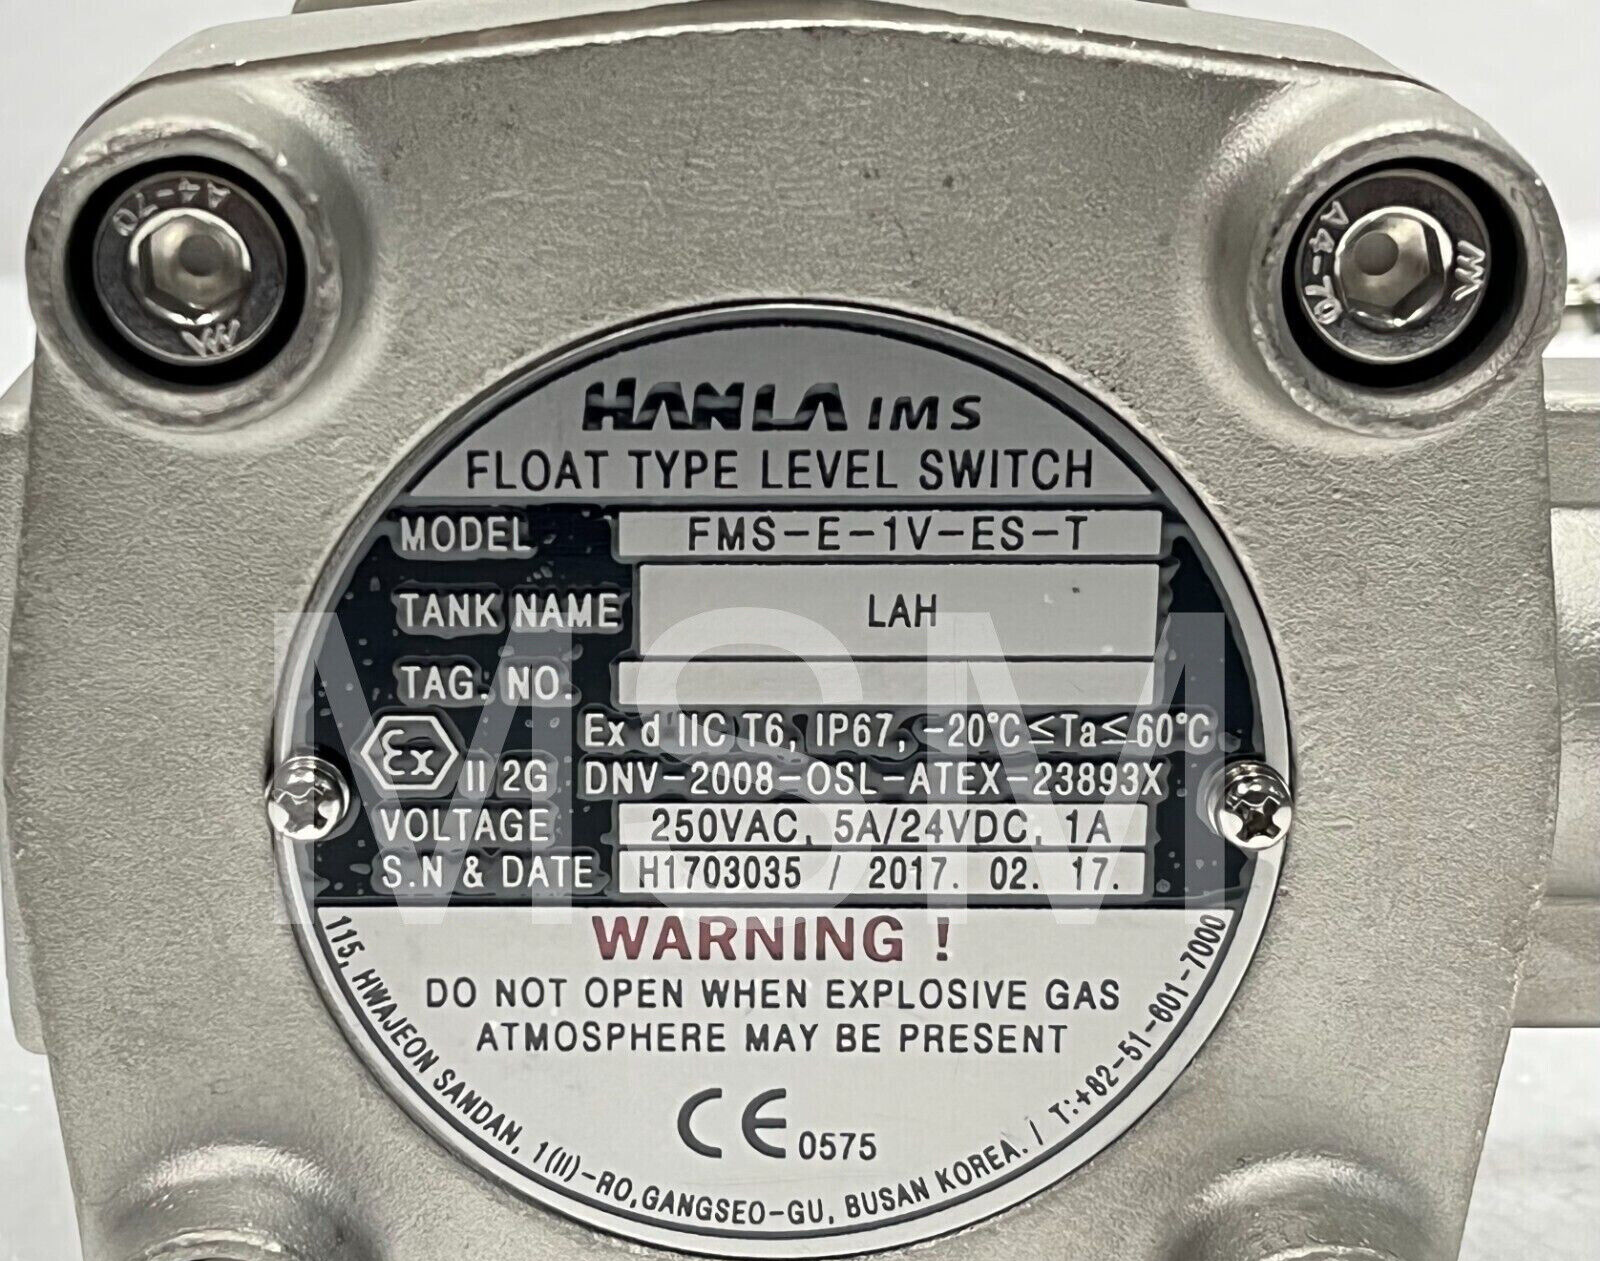 A4-70
A4-70
HANLA IMS
FLOAT TYPE LEVEL SWITCH
MODEL FMS-E-1V-ES-T
TANK NAME LAH
TAG. NO.
Ex II 2G Ex d IIC T6, IP67, -20°C≤Ta≤60°C
DNV-2008-OSL-ATEX-23893X
VOLTAGE 250VAC, 5A/24VDC, 1A
S.N & DATE H1703035 / 2017. 02. 17.
WARNING !
DO NOT OPEN WHEN EXPLOSIVE GAS
ATMOSPHERE MAY BE PRESENT
CE 0575
115, HWAJEON SANDAN, 1(II)-RO, GANGSEO-GU, BUSAN KOREA. / T:+82-51-601-7000
MSM